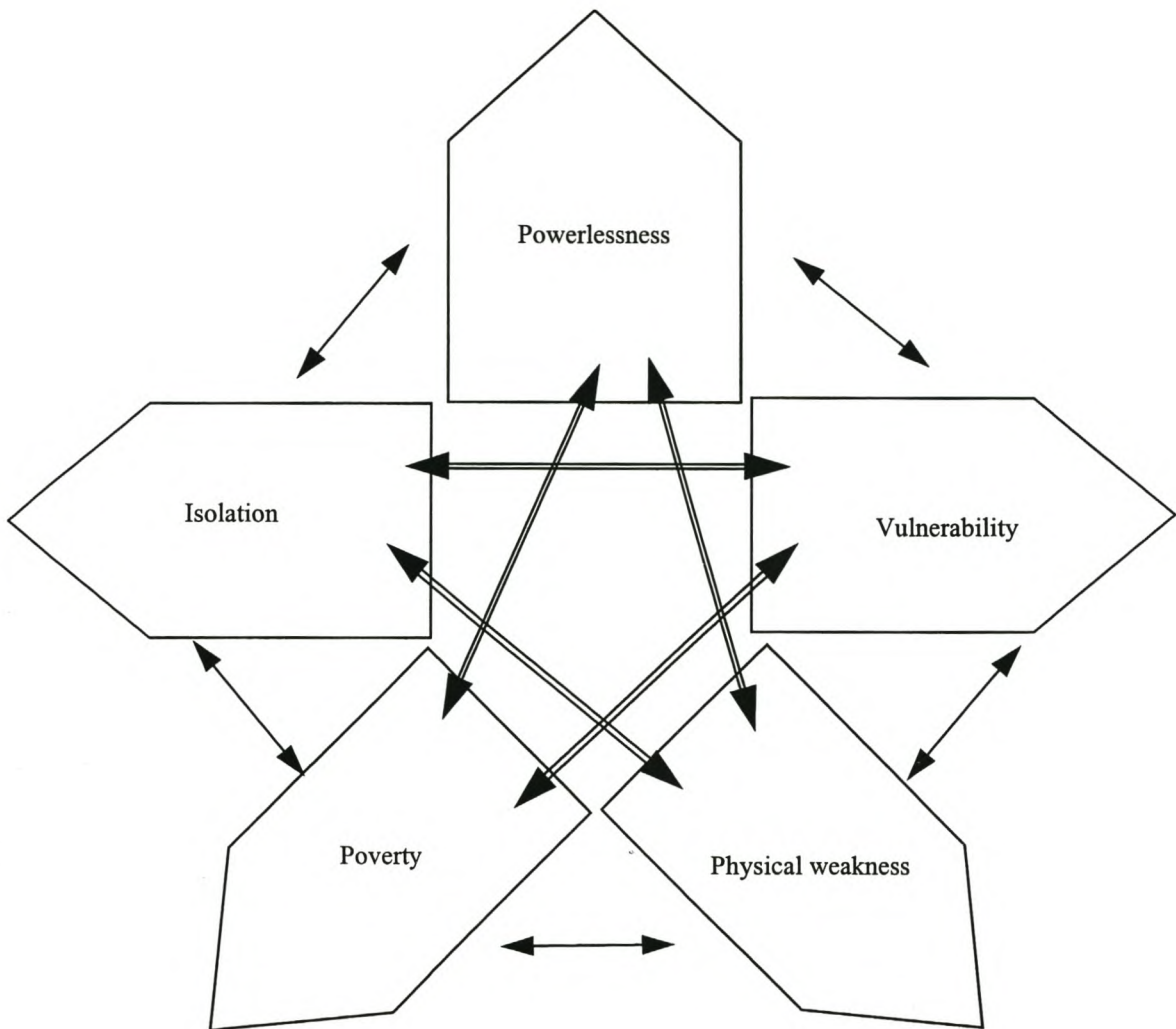 Powerlessness
Isolation
Vulnerability
Poverty
Physical weakness